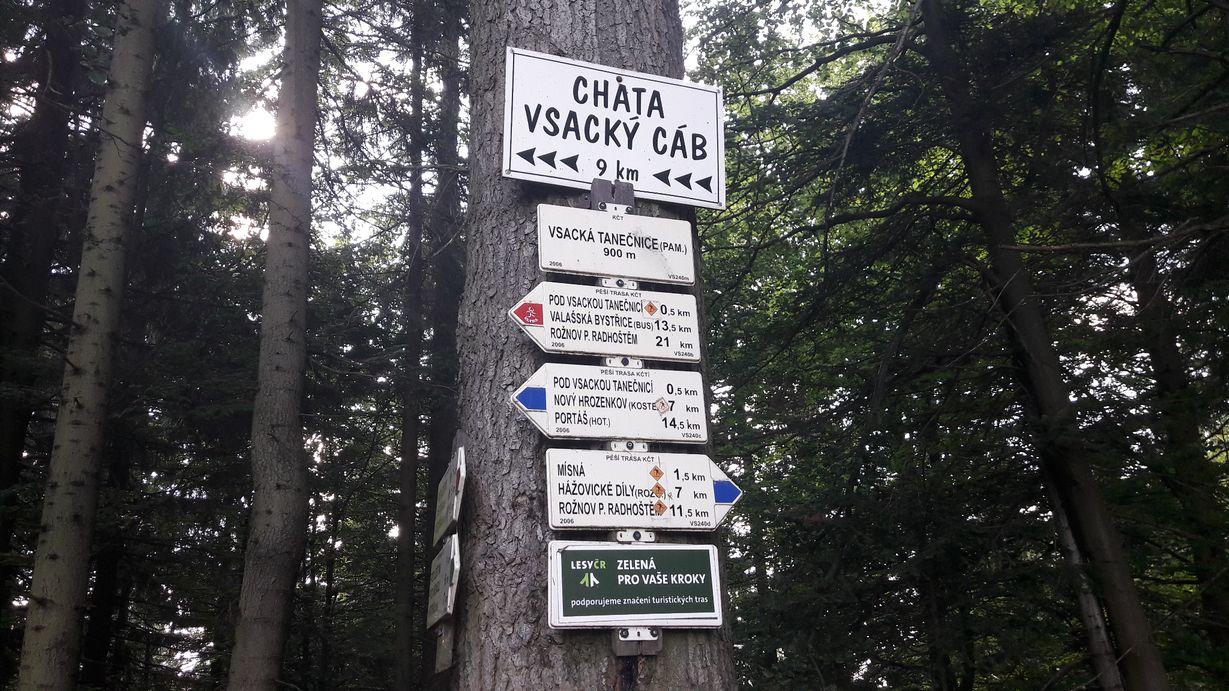 CHATA
VSACKÝ CÁB
9 km
KČT
VSACKÁ TANEČNICE (PAM.)
900 m
2006 VS240m
PĚŠÍ TRASA KČT
POD VSACKOU TANEČNICÍ 0,5 km
VALAŠSKÁ BYSTŘICE (BUS) 13,5 km
ROŽNOV P. RADHOŠTĚM 21 km
2006 VS240b
PĚŠÍ TRASA KČT
POD VSACKOU TANEČNICÍ 0,5 km
NOVÝ HROZENKOV (KOSTE 7 km
PORTÁŠ (HOT.) 14,5 km
2006 VS240c
PĚŠÍ TRASA KČT
MÍSNÁ 1,5 km
HÁŽOVICKÉ DÍLY (ROZC 7 km
ROŽNOV P. RADHOŠTĚM 11,5 km
2006 VS240d
LESY ČR ZELENÁ
PRO VAŠE KROKY
podporujeme značení turistických tras